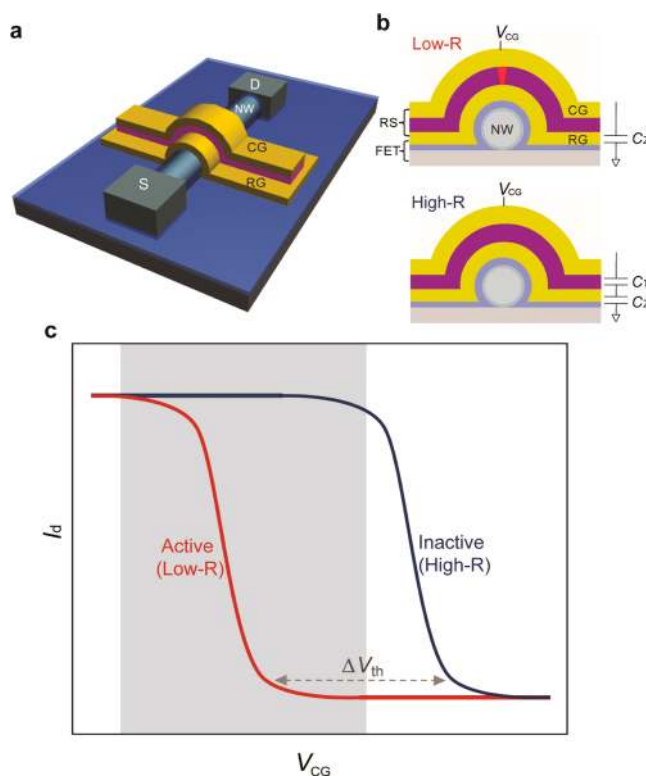 a
D
NW
CG
RG
S
b
V_CG
Low-R
CG
RS
NW
RG
C₂
FET
V_CG
High-R
C₁
C₂
c
Active
(Low-R)
Inactive
(High-R)
ΔV_th
I_d
V_CG